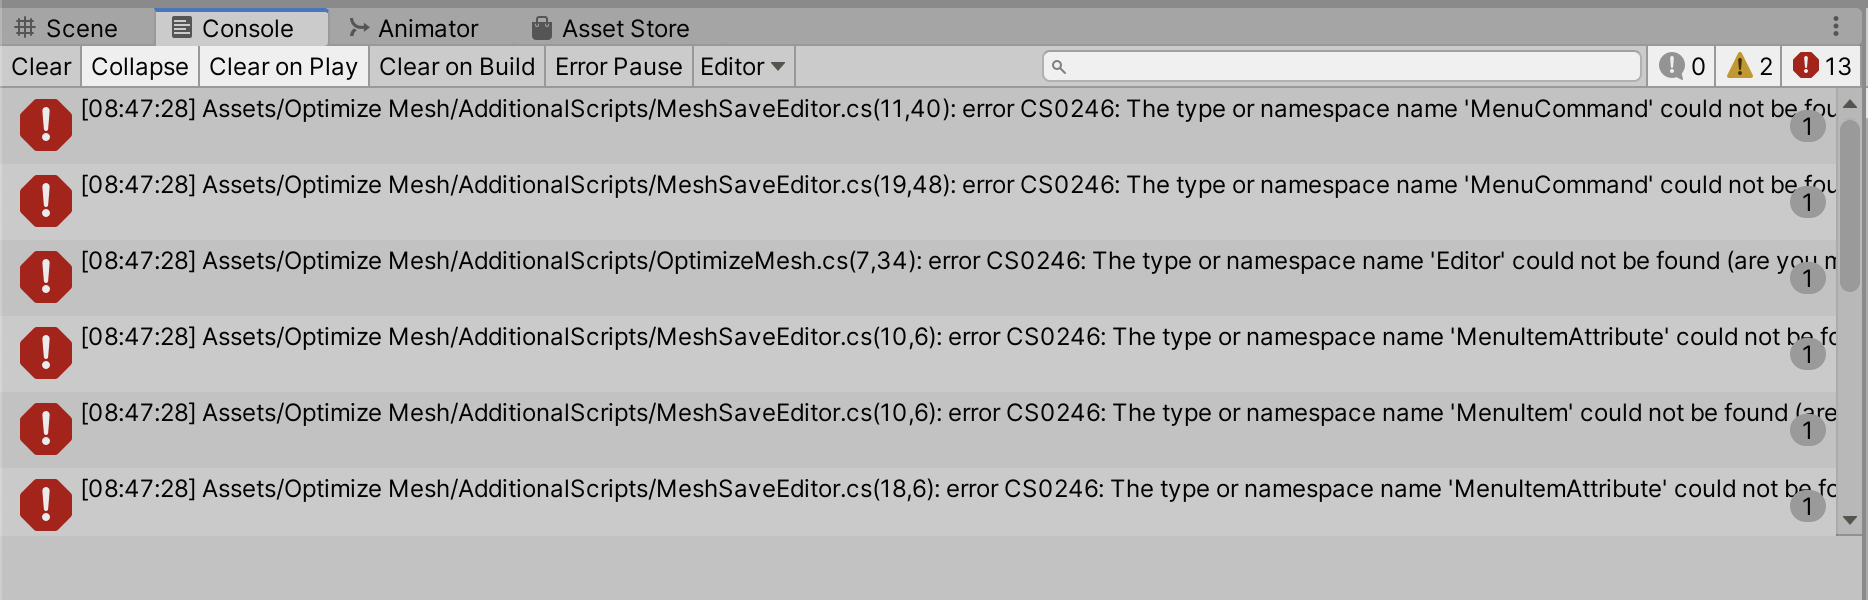 Scene Console Animator Asset Store
Clear Collapse Clear on Play Clear on Build Error Pause Editor 0 2 13
[08:47:28] Assets/Optimize Mesh/AdditionalScripts/MeshSaveEditor.cs(11,40): error CS0246: The type or namespace name 'MenuCommand' could not be fou
1
[08:47:28] Assets/Optimize Mesh/AdditionalScripts/MeshSaveEditor.cs(19,48): error CS0246: The type or namespace name 'MenuCommand' could not be fou
1
[08:47:28] Assets/Optimize Mesh/AdditionalScripts/OptimizeMesh.cs(7,34): error CS0246: The type or namespace name 'Editor' could not be found (are you m
1
[08:47:28] Assets/Optimize Mesh/AdditionalScripts/MeshSaveEditor.cs(10,6): error CS0246: The type or namespace name 'MenuItemAttribute' could not be fo
1
[08:47:28] Assets/Optimize Mesh/AdditionalScripts/MeshSaveEditor.cs(10,6): error CS0246: The type or namespace name 'MenuItem' could not be found (are
1
[08:47:28] Assets/Optimize Mesh/AdditionalScripts/MeshSaveEditor.cs(18,6): error CS0246: The type or namespace name 'MenuItemAttribute' could not be fo
1